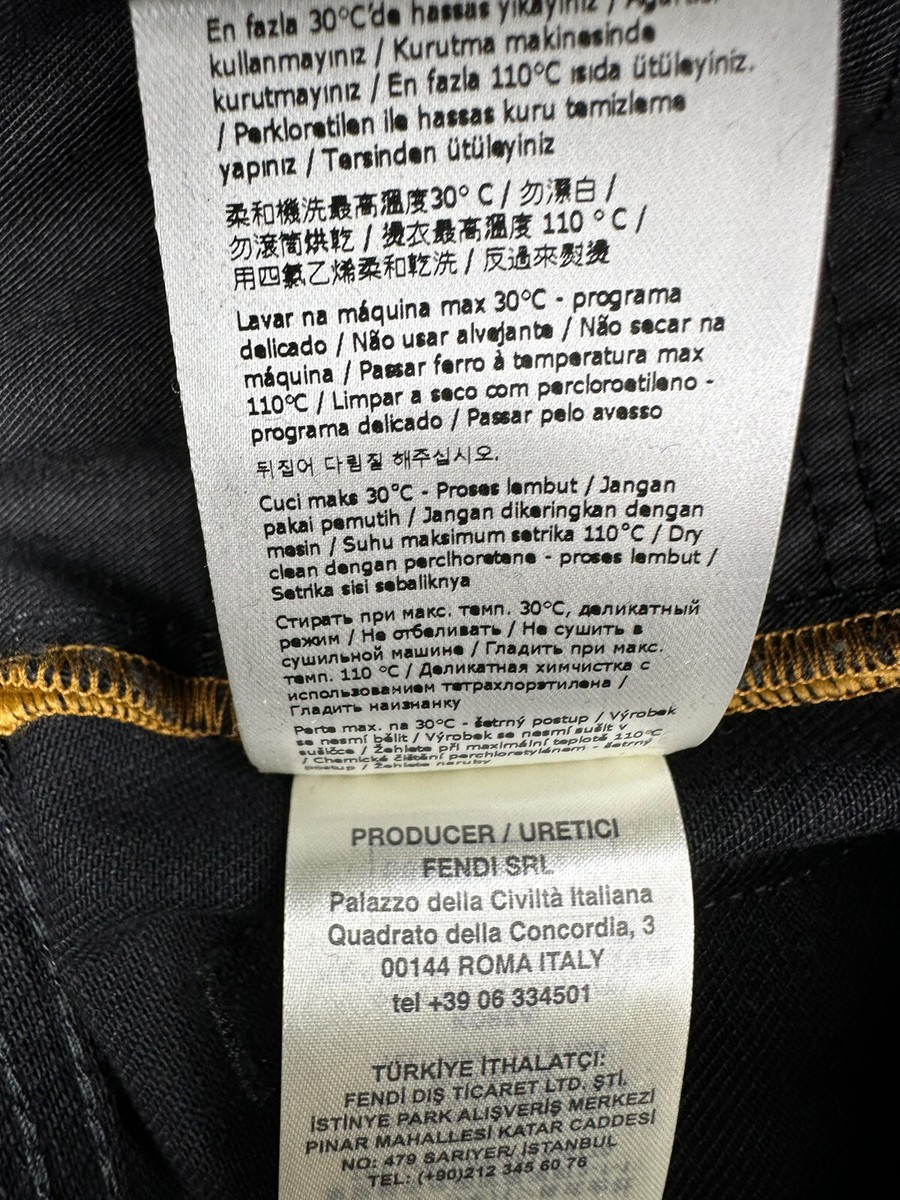 En fazla 30°C'de hassas yıkayınız /
kullanmayınız / Kurutma makinesinde
kurutmayınız / En fazla 110°C ısıda ütüleyiniz.
/ Perkloretilen ile hassas kuru temizleme
yapınız / Tersinden ütüleyiniz
柔和機洗最高溫度30° C / 勿漂白 /
勿滾筒烘乾 / 燙衣最高溫度 110 ° C /
用四氯乙烯柔和乾洗 / 反過來熨燙
Lavar na máquina max 30°C - programa
delicado / Não usar alvejante / Não secar na
máquina / Passar ferro à temperatura max
110°C / Limpar a seco com percloroetileno -
programa delicado / Passar pelo avesso
뒤집어 다림질 해주십시오.
Cuci maks 30°C - Proses lembut / Jangan
pakai pemutih / Jangan dikeringkan dengan
mesin / Suhu maksimum setrika 110°C / Dry
clean dengan perclhoretene - proses lembut /
Setrika sisi sebaliknya
Стирать при макс. темп. 30°C, деликатный
режим / Не отбеливать / Не сушить в
сушильной машине / Гладить при макс.
темп. 110 °C / Деликатная химчистка с
использованием тетрахлорэтилена /
Гладить наизнанку
Perte max. na 30°C - šetrný postup / Výrobek
se nesmí bělit / Výrobek se nesmí sušit v
sušičce / Žehlete při maximální teplotě 110°C
/ Chemické čištění perchloretylénem - šetrný
postup / Žehlete naruby
PRODUCER / URETICI
FENDI SRL
Palazzo della Civiltà Italiana
Quadrato della Concordia, 3
00144 ROMA ITALY
tel +39 06 334501
TÜRKİYE İTHALATÇI:
FENDİ DIŞ TİCARET LTD. ŞTİ.
İSTİNYE PARK ALIŞVERİŞ MERKEZİ
PINAR MAHALLESİ KATAR CADDESİ
NO: 479 SARIYER/ İSTANBUL
TEL: (+90)212 345 60 76